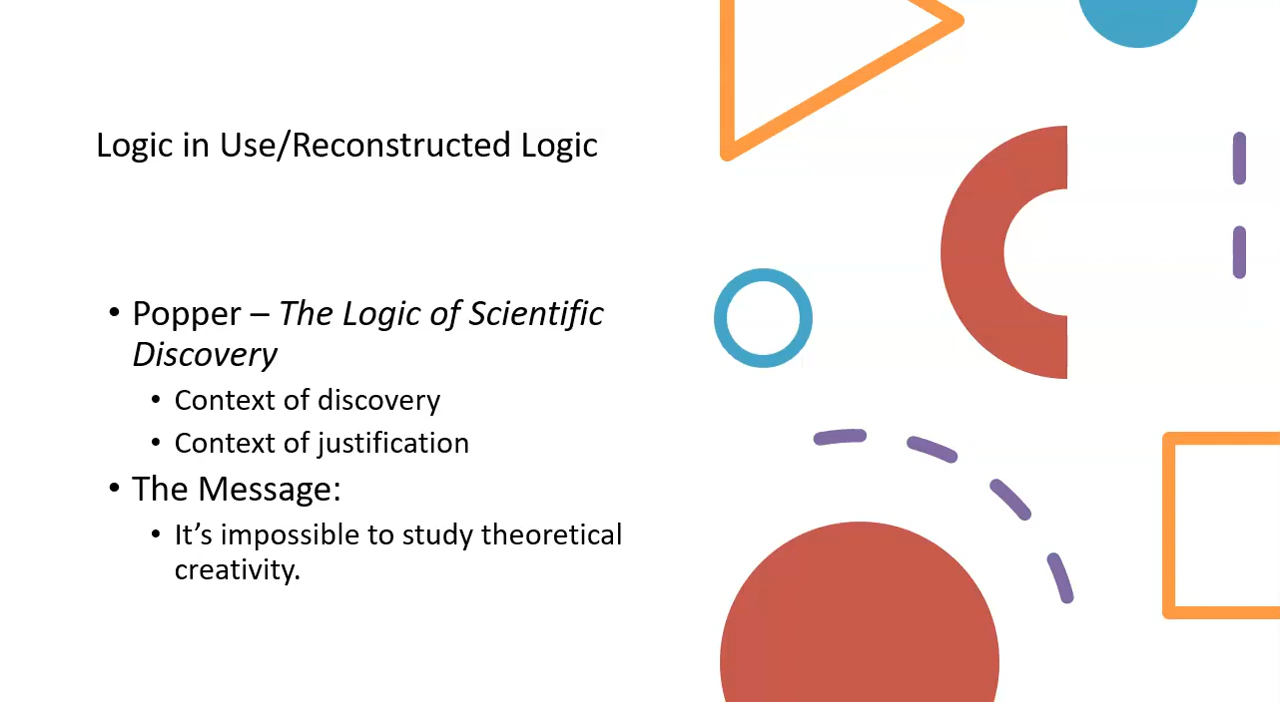 Logic in Use/Reconstructed Logic
• Popper – The Logic of Scientific
Discovery
• Context of discovery
• Context of justification
• The Message:
• It’s impossible to study theoretical
creativity.